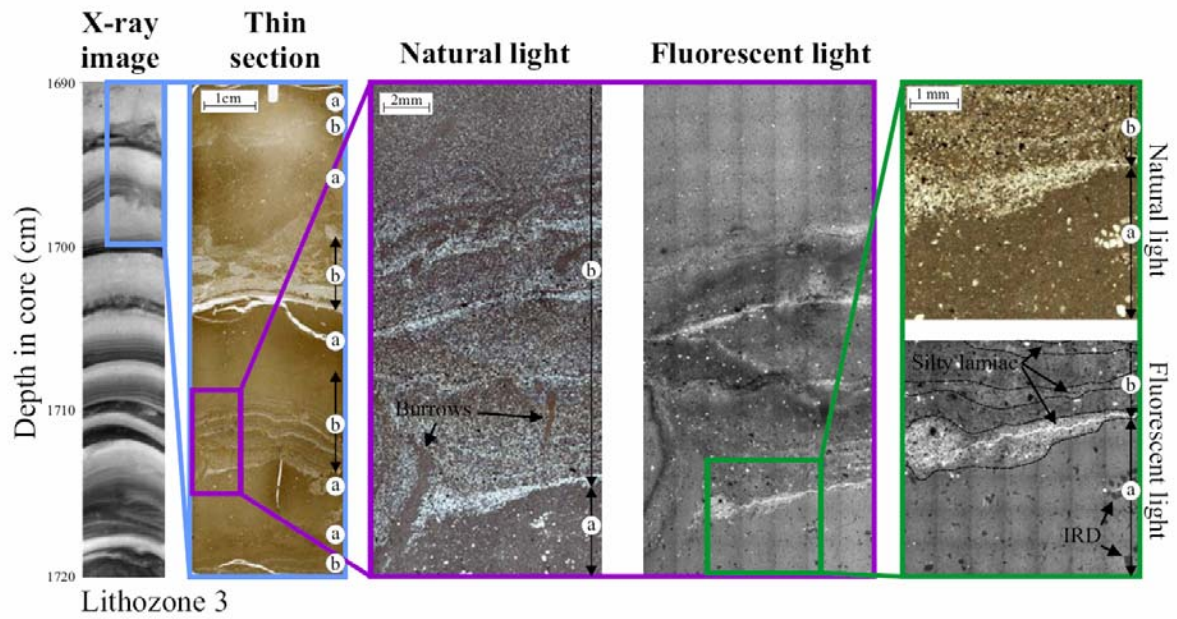 X-ray
image
Thin
section
Natural light
Fluorescent light
1690
1700
1710
1720
Depth in core (cm)
1cm
a
b
a
b
a
b
a
a
b
2mm
b
Burrows
a
1 mm
b
a
Natural light
Silty lamiae
b
a
IRD
Fluorescent light
Lithozone 3